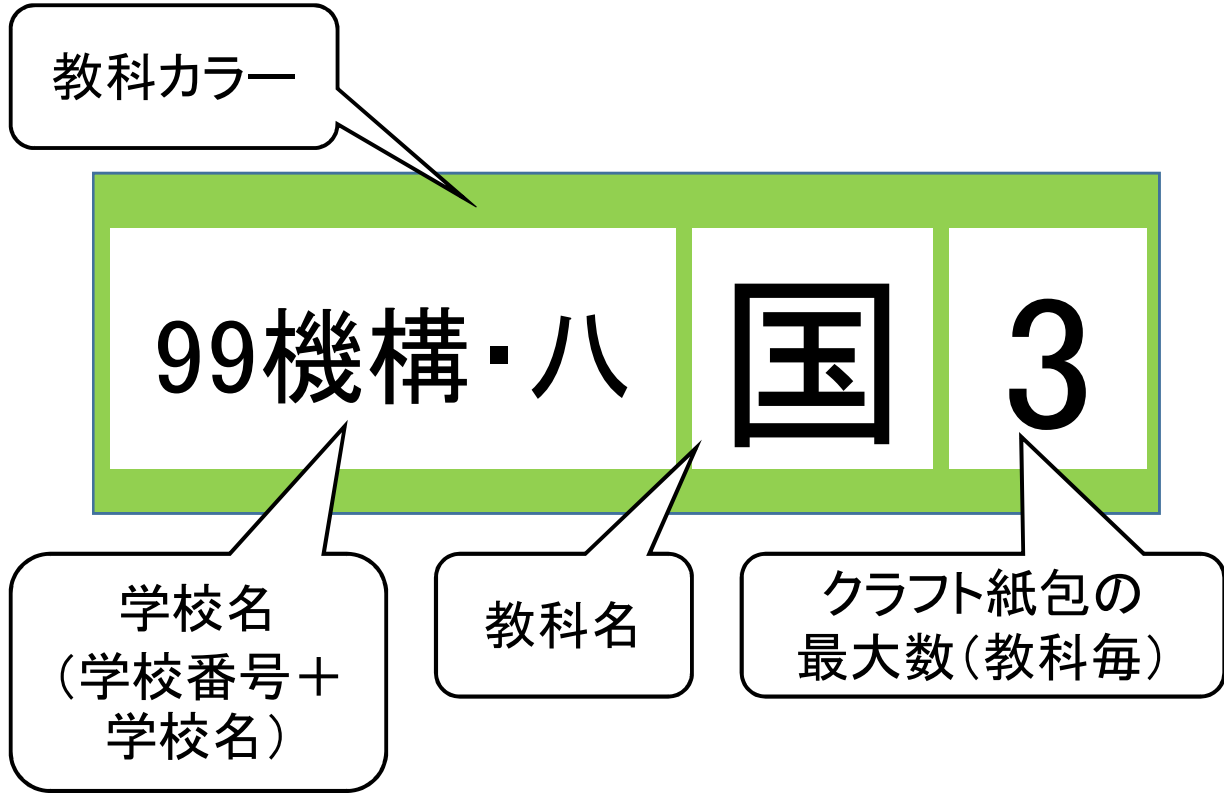 教科カラー
99機構・八 国 3
学校名
（学校番号＋
学校名）
教科名
クラフト紙包の
最大数（教科毎）